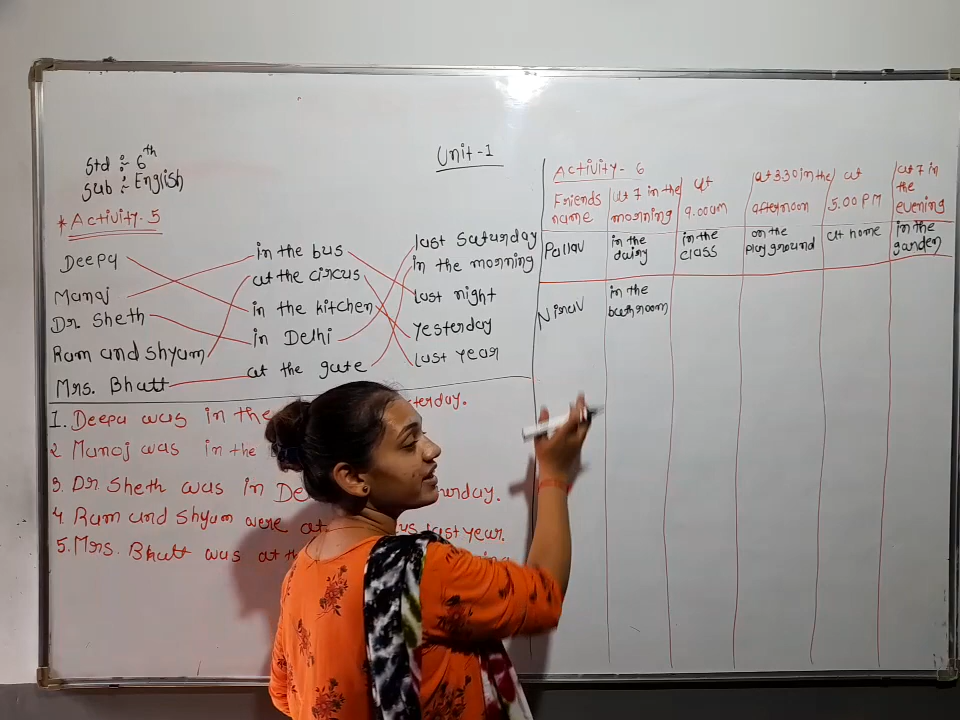 Std : 6th
Sub : English
Unit -1
* Activity-5
Deepa
Manoj
Dr. Sheth
Ram and Shyam
Mrs. Bhatt
in the bus
at the circus
in the kitchen
in Delhi
at the gate
last Saturday
in the morning
last night
yesterday
last year
1. Deepa was in the erday.
2 Manoj was in the
3. Dr. Sheth was in De urday.
4. Ram and Shyam were at us last year.
5. Mrs. Bhatt was at th
Activity- 6
Friends name
at 7 in the morning
at 9.00am
at 3.30 in the afternoon
at 5.00 PM
at 7 in the evening
Pallav
in the dairy
in the class
on the playground
at home
in the garden
Nirav
in the bathroom